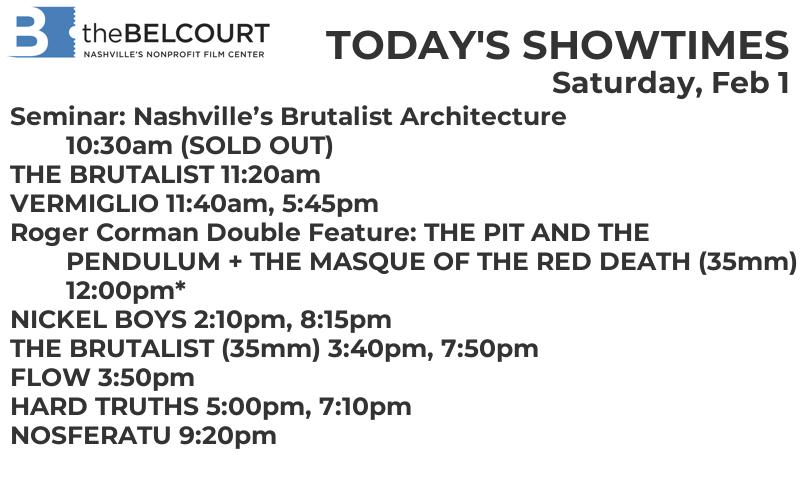 B theBELCOURT
NASHVILLE'S NONPROFIT FILM CENTER
TODAY'S SHOWTIMES
Saturday, Feb 1
Seminar: Nashville’s Brutalist Architecture
10:30am (SOLD OUT)
THE BRUTALIST 11:20am
VERMIGLIO 11:40am, 5:45pm
Roger Corman Double Feature: THE PIT AND THE
PENDULUM + THE MASQUE OF THE RED DEATH (35mm)
12:00pm*
NICKEL BOYS 2:10pm, 8:15pm
THE BRUTALIST (35mm) 3:40pm, 7:50pm
FLOW 3:50pm
HARD TRUTHS 5:00pm, 7:10pm
NOSFERATU 9:20pm